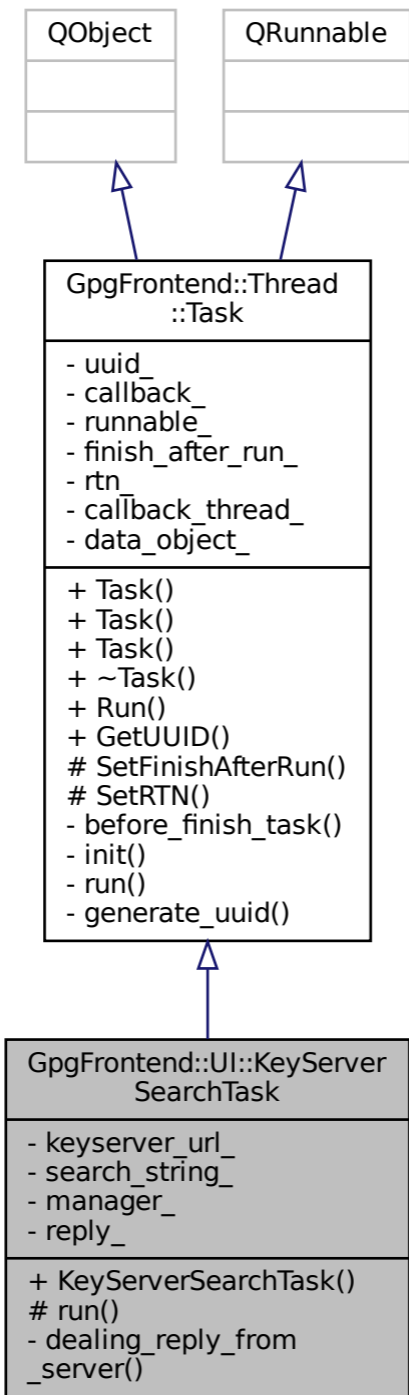 QObject
QRunnable
GpgFrontend::Thread
::Task
- uuid_
- callback_
- runnable_
- finish_after_run_
- rtn_
- callback_thread_
- data_object_
+ Task()
+ Task()
+ Task()
+ ~Task()
+ Run()
+ GetUUID()
# SetFinishAfterRun()
# SetRTN()
- before_finish_task()
- init()
- run()
- generate_uuid()
GpgFrontend::UI::KeyServer
SearchTask
- keyserver_url_
- search_string_
- manager_
- reply_
+ KeyServerSearchTask()
# run()
- dealing_reply_from
_server()